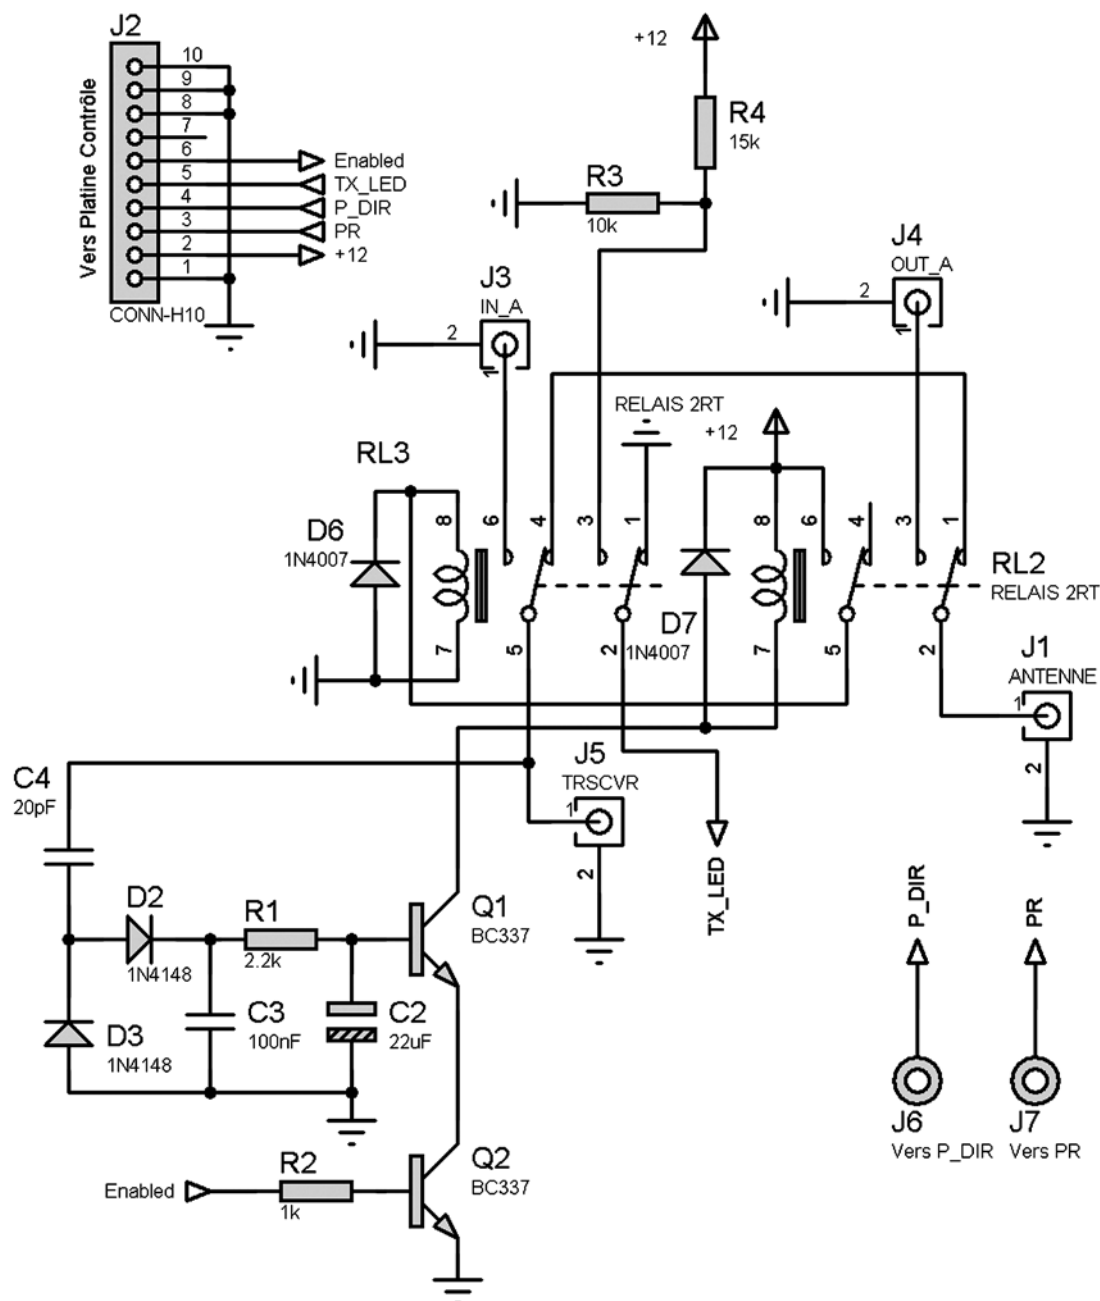 J2
Vers Platine Contrôle
10
9
8
7
6
5
4
3
2
1
Enabled
TX_LED
P_DIR
PR
+12
CONN-H10
+12
R4
15k
R3
10k
J4
OUT_A
2
1
J3
IN_A
2
1
RELAIS 2RT
+12
RL3
D6
1N4007
8
6
4
3
1
7
5
2
D7
1N4007
8
6
4
3
1
7
5
2
RL2
RELAIS 2RT
J1
ANTENNE
1
2
J5
TRSCVR
1
2
TX_LED
C4
20pF
D2
1N4148
R1
2.2k
Q1
BC337
D3
1N4148
C3
100nF
C2
22uF
P_DIR
PR
J6
Vers P_DIR
J7
Vers PR
Enabled
R2
1k
Q2
BC337